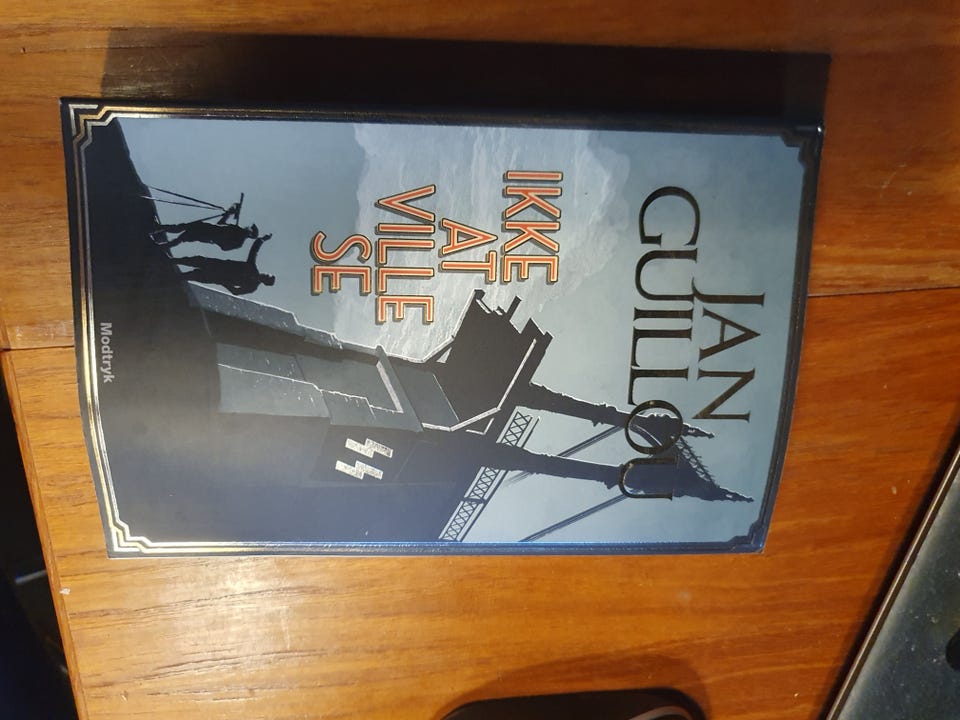 JAN
GUILLOU
IKKE
AT
VILLE
SE
Modtryk